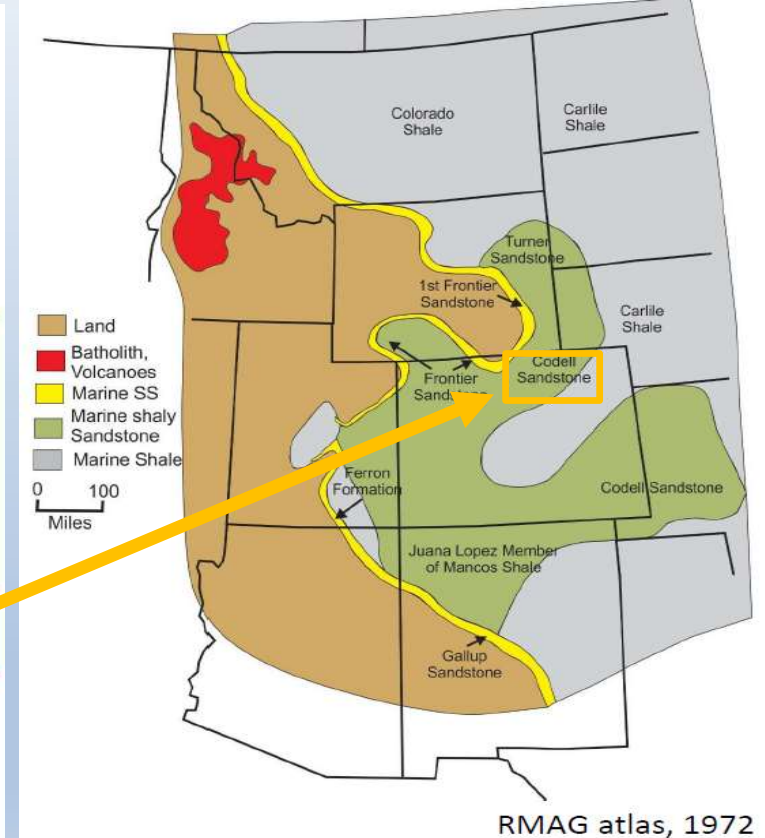 Colorado
Shale
Carlile
Shale
Turner
Sandstone
1st Frontier
Sandstone
Carlile
Shale
Land
Batholith,
Volcanoes
Marine SS
Marine shaly
Sandstone
Marine Shale
0 100
Miles
Codell
Sandstone
Frontier
Sandstone
Ferron
Formation
Codell Sandstone
Juana Lopez Member
of Mancos Shale
Gallup
Sandstone
RMAG atlas, 1972